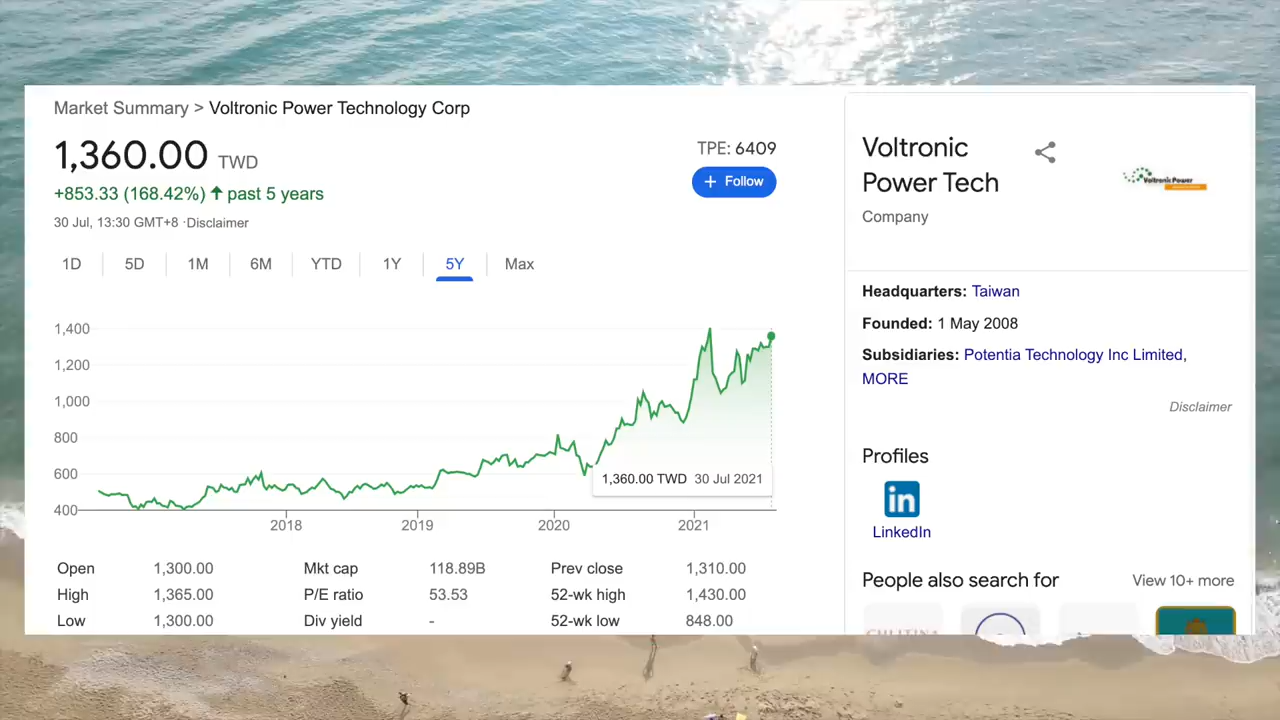 Market Summary > Voltronic Power Technology Corp
1,360.00 TWD
+853.33 (168.42%) ↑ past 5 years
30 Jul, 13:30 GMT+8 ·Disclaimer
TPE: 6409
+ Follow
1D 5D 1M 6M YTD 1Y 5Y Max
1,400
1,200
1,000
800
600
400
1,360.00 TWD 30 Jul 2021
2018 2019 2020 2021
Open 1,300.00 Mkt cap 118.89B Prev close 1,310.00
High 1,365.00 P/E ratio 53.53 52-wk high 1,430.00
Low 1,300.00 Div yield - 52-wk low 848.00
Voltronic
Power Tech
Company
Voltronic Power
Headquarters: Taiwan
Founded: 1 May 2008
Subsidiaries: Potentia Technology Inc Limited,
MORE
Disclaimer
Profiles
in
LinkedIn
People also search for View 10+ more